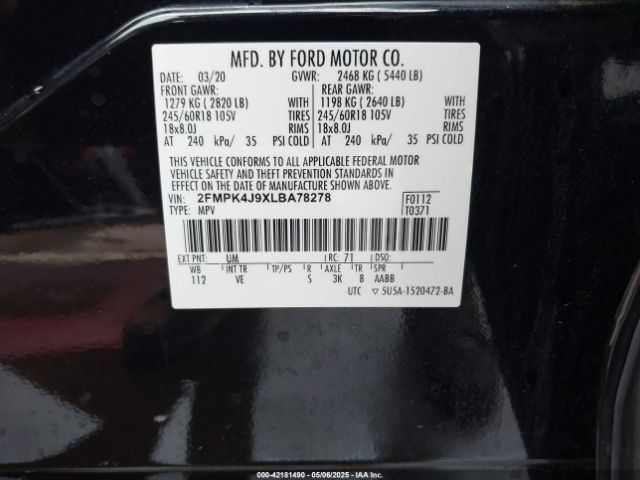 MFD. BY FORD MOTOR CO.
DATE: 03/20 GVWR: 2468 KG ( 5440 LB)
FRONT GAWR: REAR GAWR:
1279 KG ( 2820 LB) WITH 1198 KG ( 2640 LB) WITH
245/60R18 105V TIRES 245/60R18 105V TIRES
18x8.0J RIMS 18x8.0J RIMS
AT 240 kPa/ 35 PSI COLD AT 240 kPa/ 35 PSI COLD
THIS VEHICLE CONFORMS TO ALL APPLICABLE FEDERAL MOTOR
VEHICLE SAFETY AND THEFT PREVENTION STANDARDS IN
EFFECT ON THE DATE OF MANUFACTURE SHOWN ABOVE.
VIN: 2FMPK4J9XLBA78278 F0112
TYPE: MPV T0371
EXT PNT: UM RC: 71 DSO:
WB INT TR TP/PS R AXLE TR SPR
112 VE S 3K 8 AABB
UTC ▽ 5U5A-1520472-BA
000-42181490 - 05/06/2025 - IAAI.COM